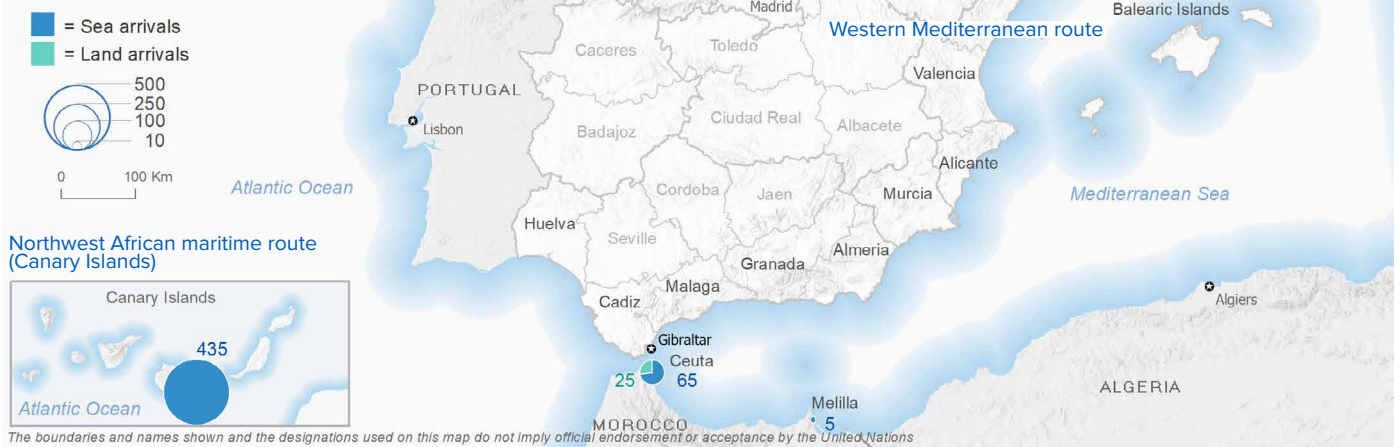 = Sea arrivals
= Land arrivals
500
250
100
10
0 100 Km
Madrid
Western Mediterranean route
Balearic Islands
Caceres
Toledo
Valencia
PORTUGAL
Lisbon
Badajoz
Ciudad Real
Albacete
Alicante
Atlantic Ocean
Cordoba
Jaen
Murcia
Mediterranean Sea
Huelva
Seville
Almeria
Granada
Malaga
Cadiz
Northwest African maritime route
(Canary Islands)
Canary Islands
435
Atlantic Ocean
Gibraltar
Ceuta
25 65
Algiers
ALGERIA
Melilla
5
MOROCCO
The boundaries and names shown and the designations used on this map do not imply official endorsement or acceptance by the United Nations